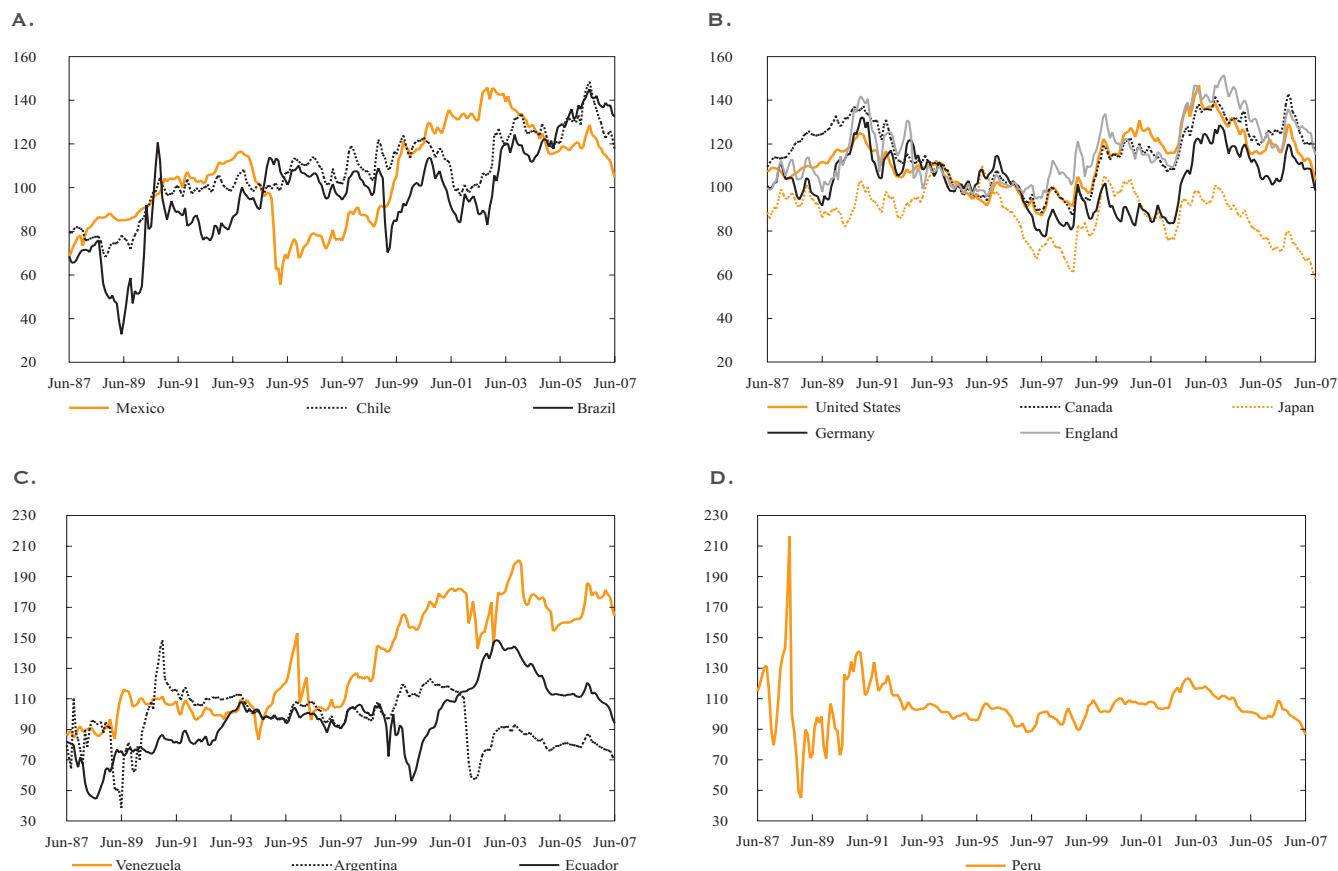 A.
160
140
120
100
80
60
40
20
Jun-87 Jun-89 Jun-91 Jun-93 Jun-95 Jun-97 Jun-99 Jun-01 Jun-03 Jun-05 Jun-07
Mexico Chile Brazil
B.
160
140
120
100
80
60
40
20
Jun-87 Jun-89 Jun-91 Jun-93 Jun-95 Jun-97 Jun-99 Jun-01 Jun-03 Jun-05 Jun-07
United States Canada Japan
Germany England
C.
230
210
190
170
150
130
110
90
70
50
30
Jun-87 Jun-89 Jun-91 Jun-93 Jun-95 Jun-97 Jun-99 Jun-01 Jun-03 Jun-05 Jun-07
Venezuela Argentina Ecuador
D.
230
210
190
170
150
130
110
90
70
50
30
Jun-87 Jun-89 Jun-91 Jun-93 Jun-95 Jun-97 Jun-99 Jun-01 Jun-03 Jun-05 Jun-07
Peru